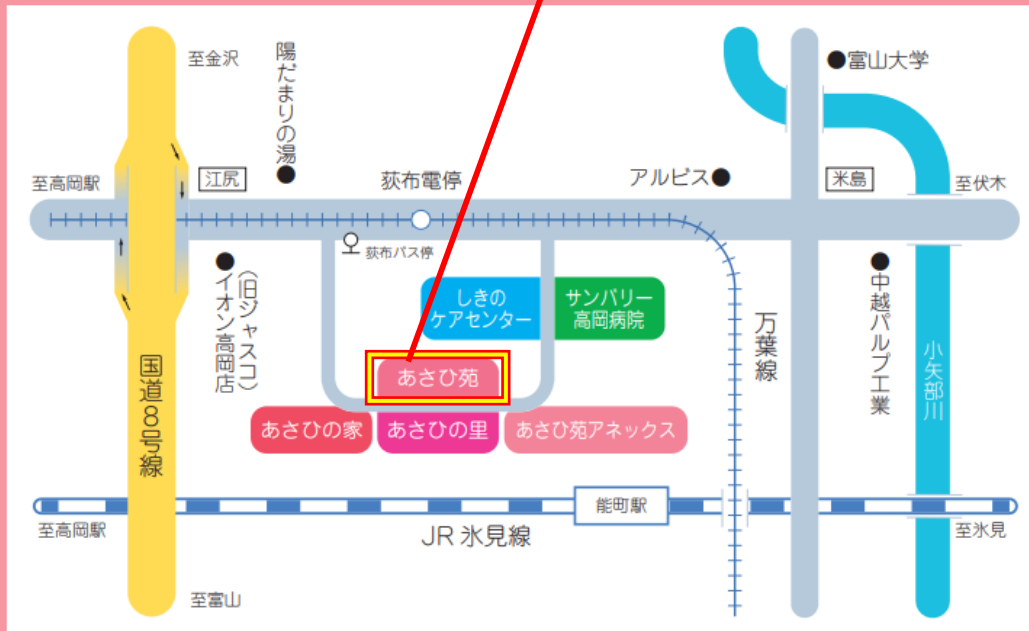 至金沢
陽だまりの湯●
●富山大学
至高岡駅
江尻
荻布電停
アルビス●
米島
至伏木
荻布バス停
●イオン高岡店
(旧ジャスコ)
しきの
ケアセンター
サンバリー
高岡病院
万葉線
●中越パルプ工業
小矢部川
国道8号線
あさひ苑
あさひの家
あさひの里
あさひ苑アネックス
能町駅
至高岡駅
JR 氷見線
至氷見
至富山